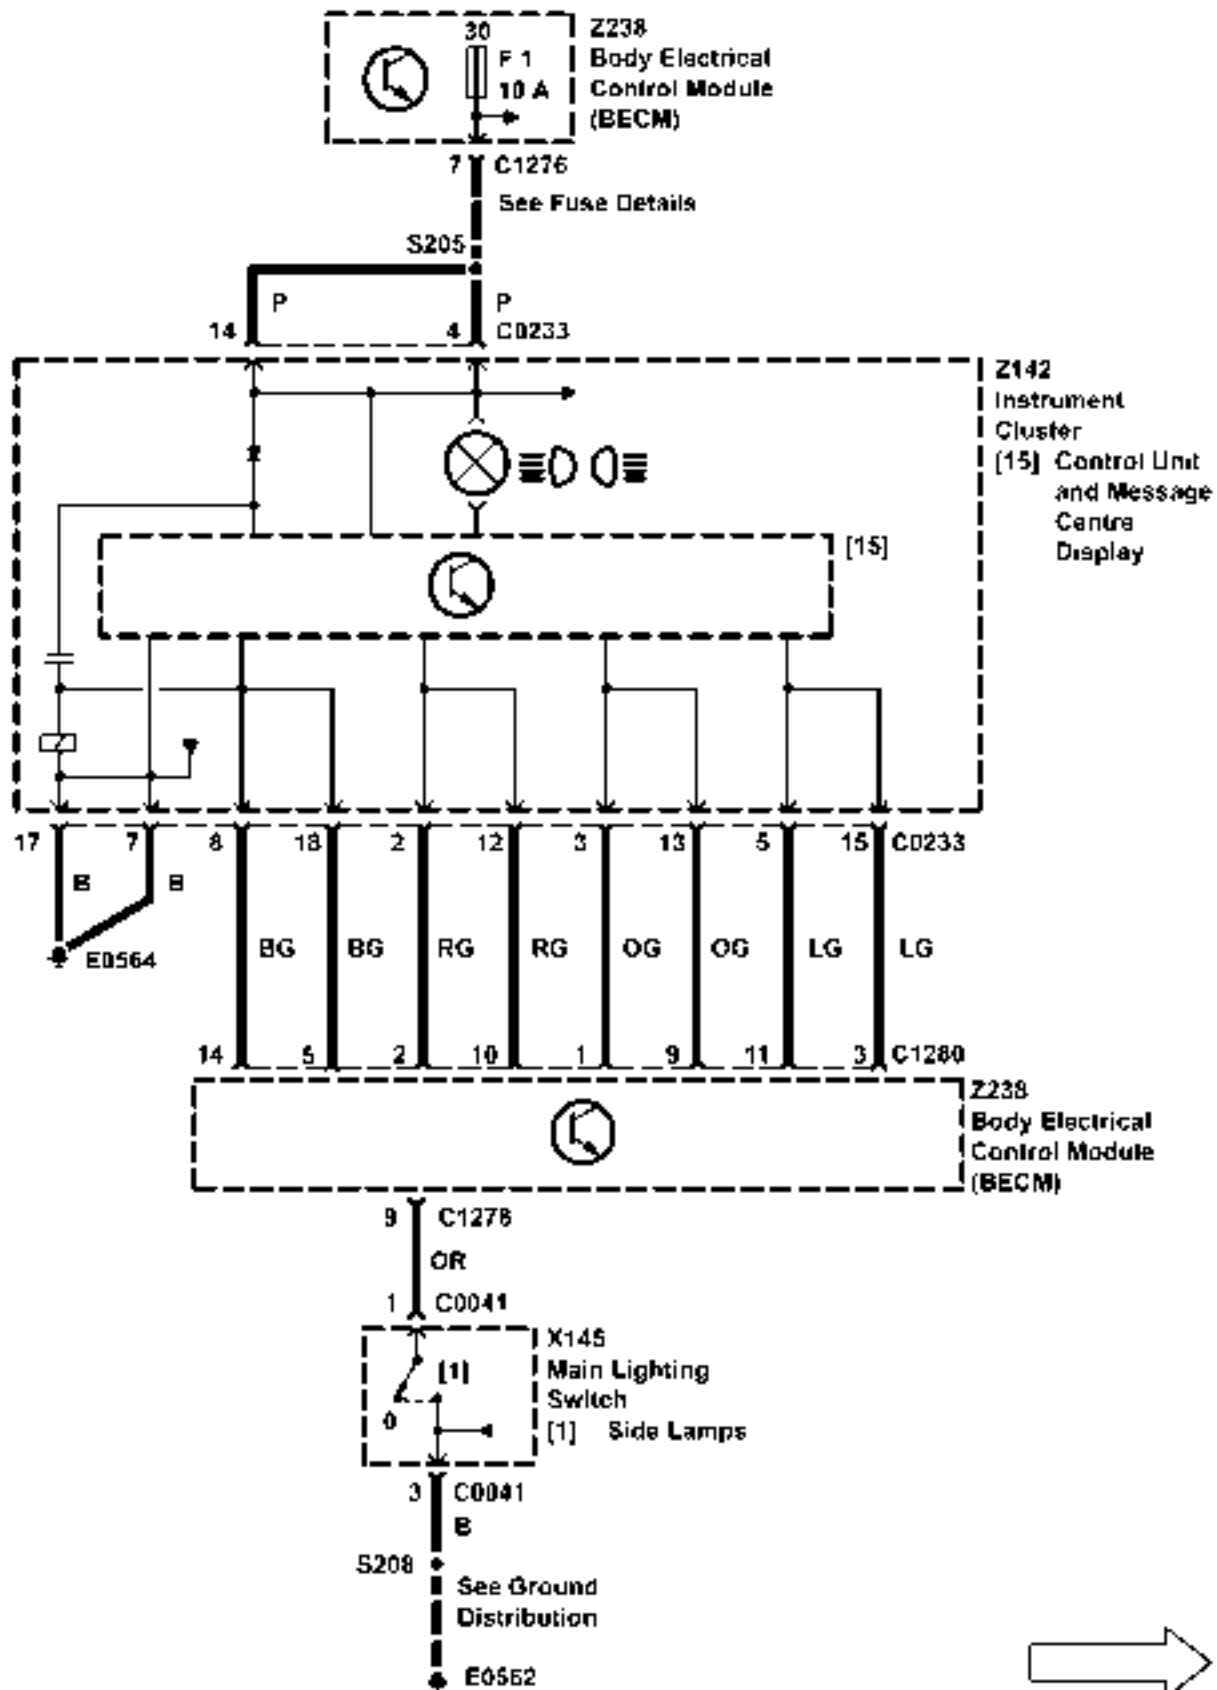 30
F 1
10 A
Z238
Body Electrical
Control Module
(BECM)
7 C1276
See Fuse Details
S205
P P
14 4 C0233
Z142
Instrument
Cluster
[15] Control Unit
and Message
Centre
Display
[15]
17 7 8 18 2 12 3 13 5 15 C0233
B B
E0564
BG BG RG RG OG OG LG LG
14 5 2 10 1 9 11 3 C1280
Z238
Body Electrical
Control Module
(BECM)
9 C1278
OR
1 C0041
X145
Main Lighting
Switch
[1] Side Lamps
[1]
0
3 C0041
B
S208
See Ground
Distribution
E0562